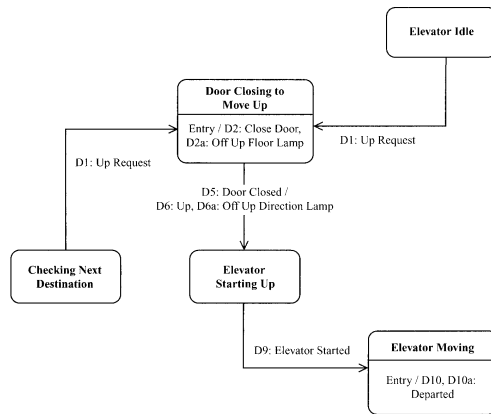 Elevator Idle
Door Closing to
Move Up
Entry / D2: Close Door,
D2a: Off Up Floor Lamp
D1: Up Request
D1: Up Request
D5: Door Closed /
D6: Up, D6a: Off Up Direction Lamp
Checking Next
Destination
Elevator
Starting Up
D9: Elevator Started
Elevator Moving
Entry / D10, D10a:
Departed